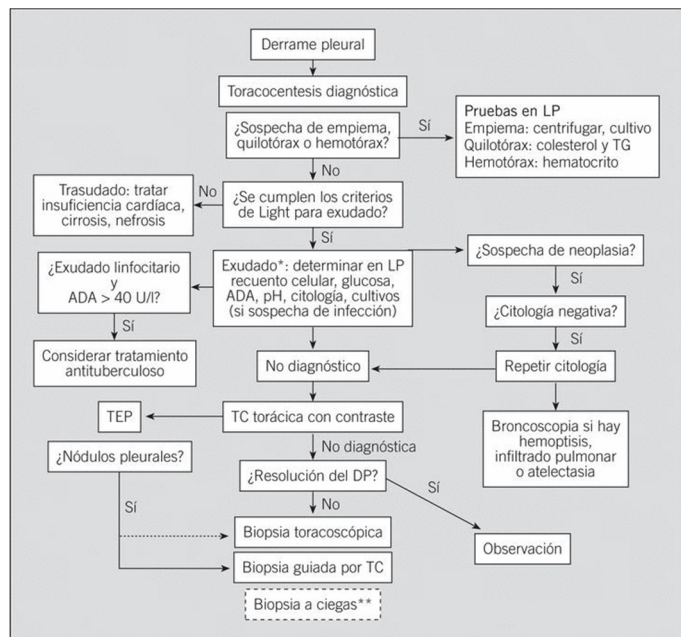 Derrame pleural
Toracocentesis diagnóstica
¿Sospecha de empiema,
quilotórax o hemotórax?
Sí
Pruebas en LP
Empiema: centrifugar, cultivo
Quilotórax: colesterol y TG
Hemotórax: hematocrito
No
¿Se cumplen los criterios
de Light para exudado?
No
Trasudado: tratar
insuficiencia cardíaca,
cirrosis, nefrosis
Sí
Exudado*: determinar en LP
recuento celular, glucosa,
ADA, pH, citología, cultivos
(si sospecha de infección)
¿Exudado linfocitario
y
ADA > 40 U/l?
Sí
Considerar tratamiento
antituberculoso
¿Sospecha de neoplasia?
Sí
¿Citología negativa?
Sí
Repetir citología
No diagnóstico
Broncoscopia si hay
hemoptisis,
infiltrado pulmonar
o atelectasia
TC torácica con contraste
TEP
No diagnóstica
¿Nódulos pleurales?
¿Resolución del DP?
Sí
Observación
No
Sí
Biopsia toracoscópica
Biopsia guiada por TC
Biopsia a ciegas**